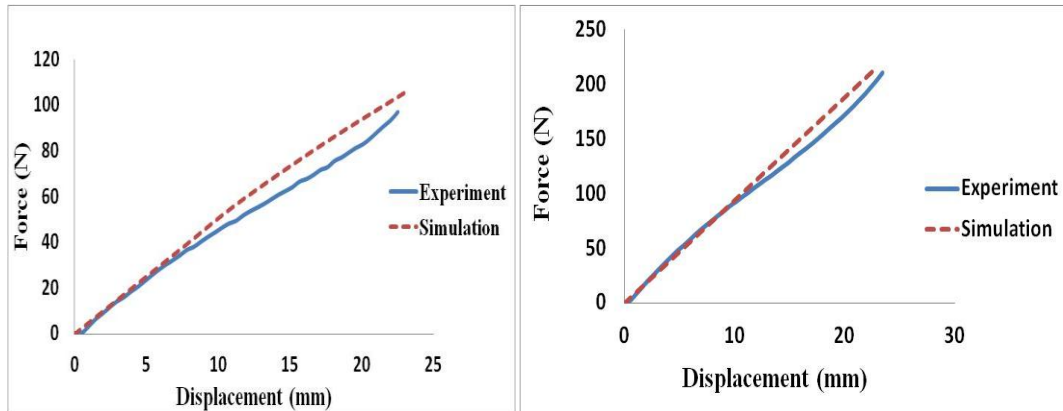 120
100
80
60
40
20
0
Force (N)
0 5 10 15 20 25
Displacement (mm)
Experiment
Simulation
250
200
150
100
50
0
Force (N)
0 10 20 30
Displacement (mm)
Experiment
Simulation